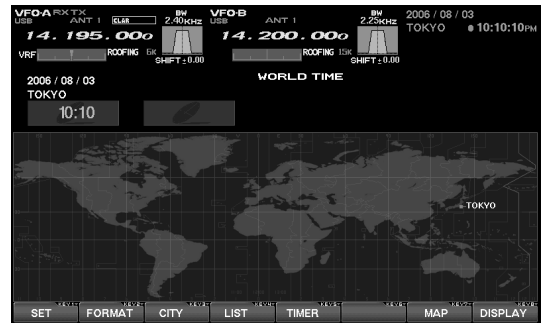 VFO-A RX TX BW VFO-B BW 2006 / 08 / 03
USB ANT 1 CLAR 2.40KHZ USB ANT 1 2.25KHZ TOKYO 10:10:10PM
14. 195. 000 14. 200. 000
VRF ROOFING 6K ROOFING 15K
SHIFT±0.00 SHIFT±0.00
2006 / 08 / 03 WORLD TIME
TOKYO
10:10
TOKYO
SET FORMAT CITY LIST TIMER MAP DISPLAY